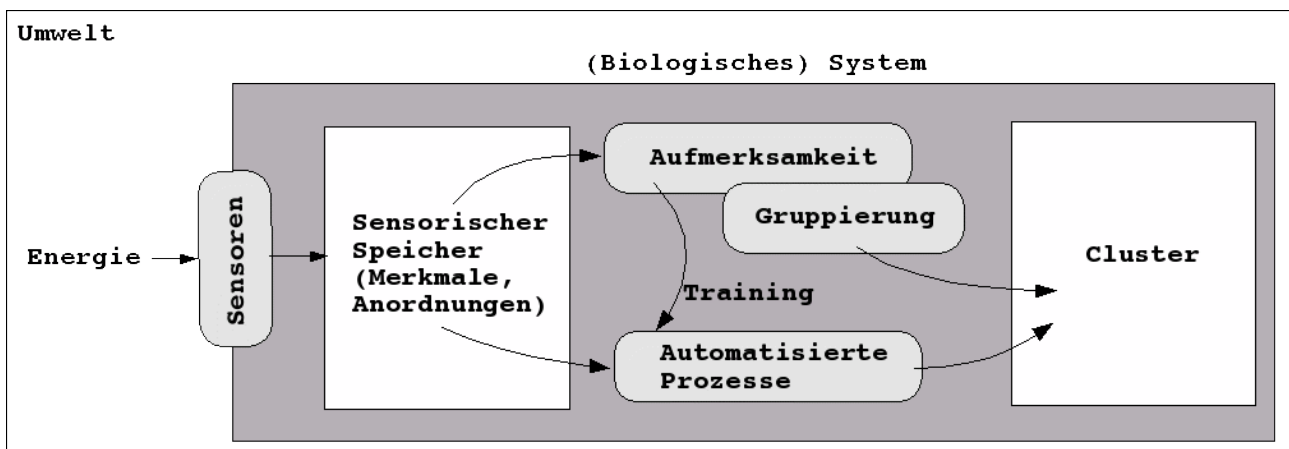 Umwelt
(Biologisches) System
Energie
Sensoren
Sensorischer
Speicher
(Merkmale,
Anordnungen)
Aufmerksamkeit
Gruppierung
Training
Automatisierte
Prozesse
Cluster